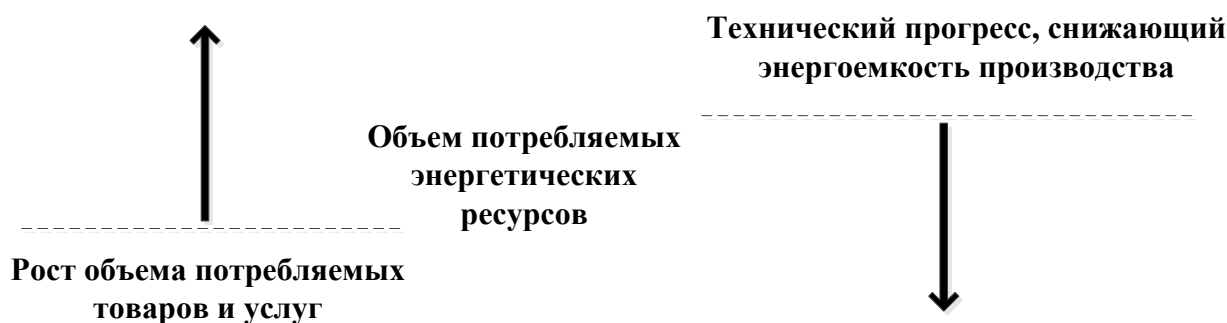 Технический прогресс, снижающий
энергоемкость производства
Объем потребляемых
энергетических
ресурсов
Рост объема потребляемых
товаров и услуг